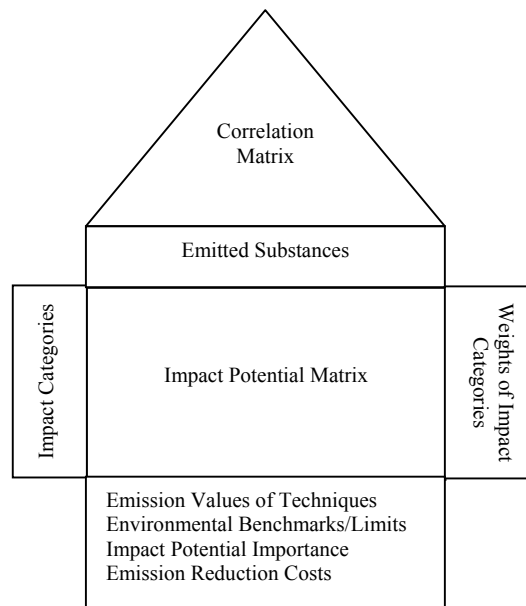 Correlation
Matrix
Emitted Substances
Impact Categories
Impact Potential Matrix
Weights of Impact
Categories
Emission Values of Techniques
Environmental Benchmarks/Limits
Impact Potential Importance
Emission Reduction Costs